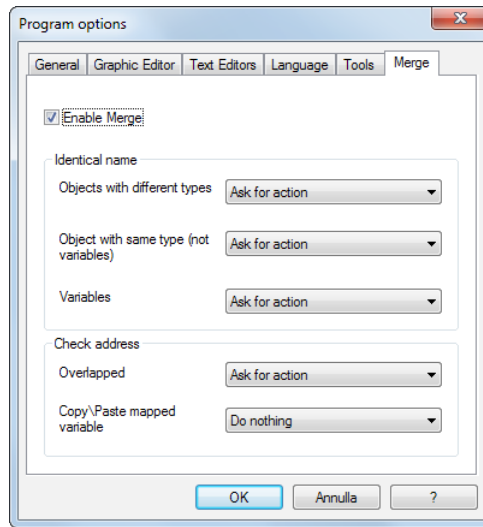 Program options
General Graphic Editor Text Editors Language Tools Merge
Enable Merge
Identical name
Objects with different types Ask for action
Object with same type (not
variables) Ask for action
Variables Ask for action
Check address
Overlapped Ask for action
Copy\Paste mapped
variable Do nothing
OK Annulla ?